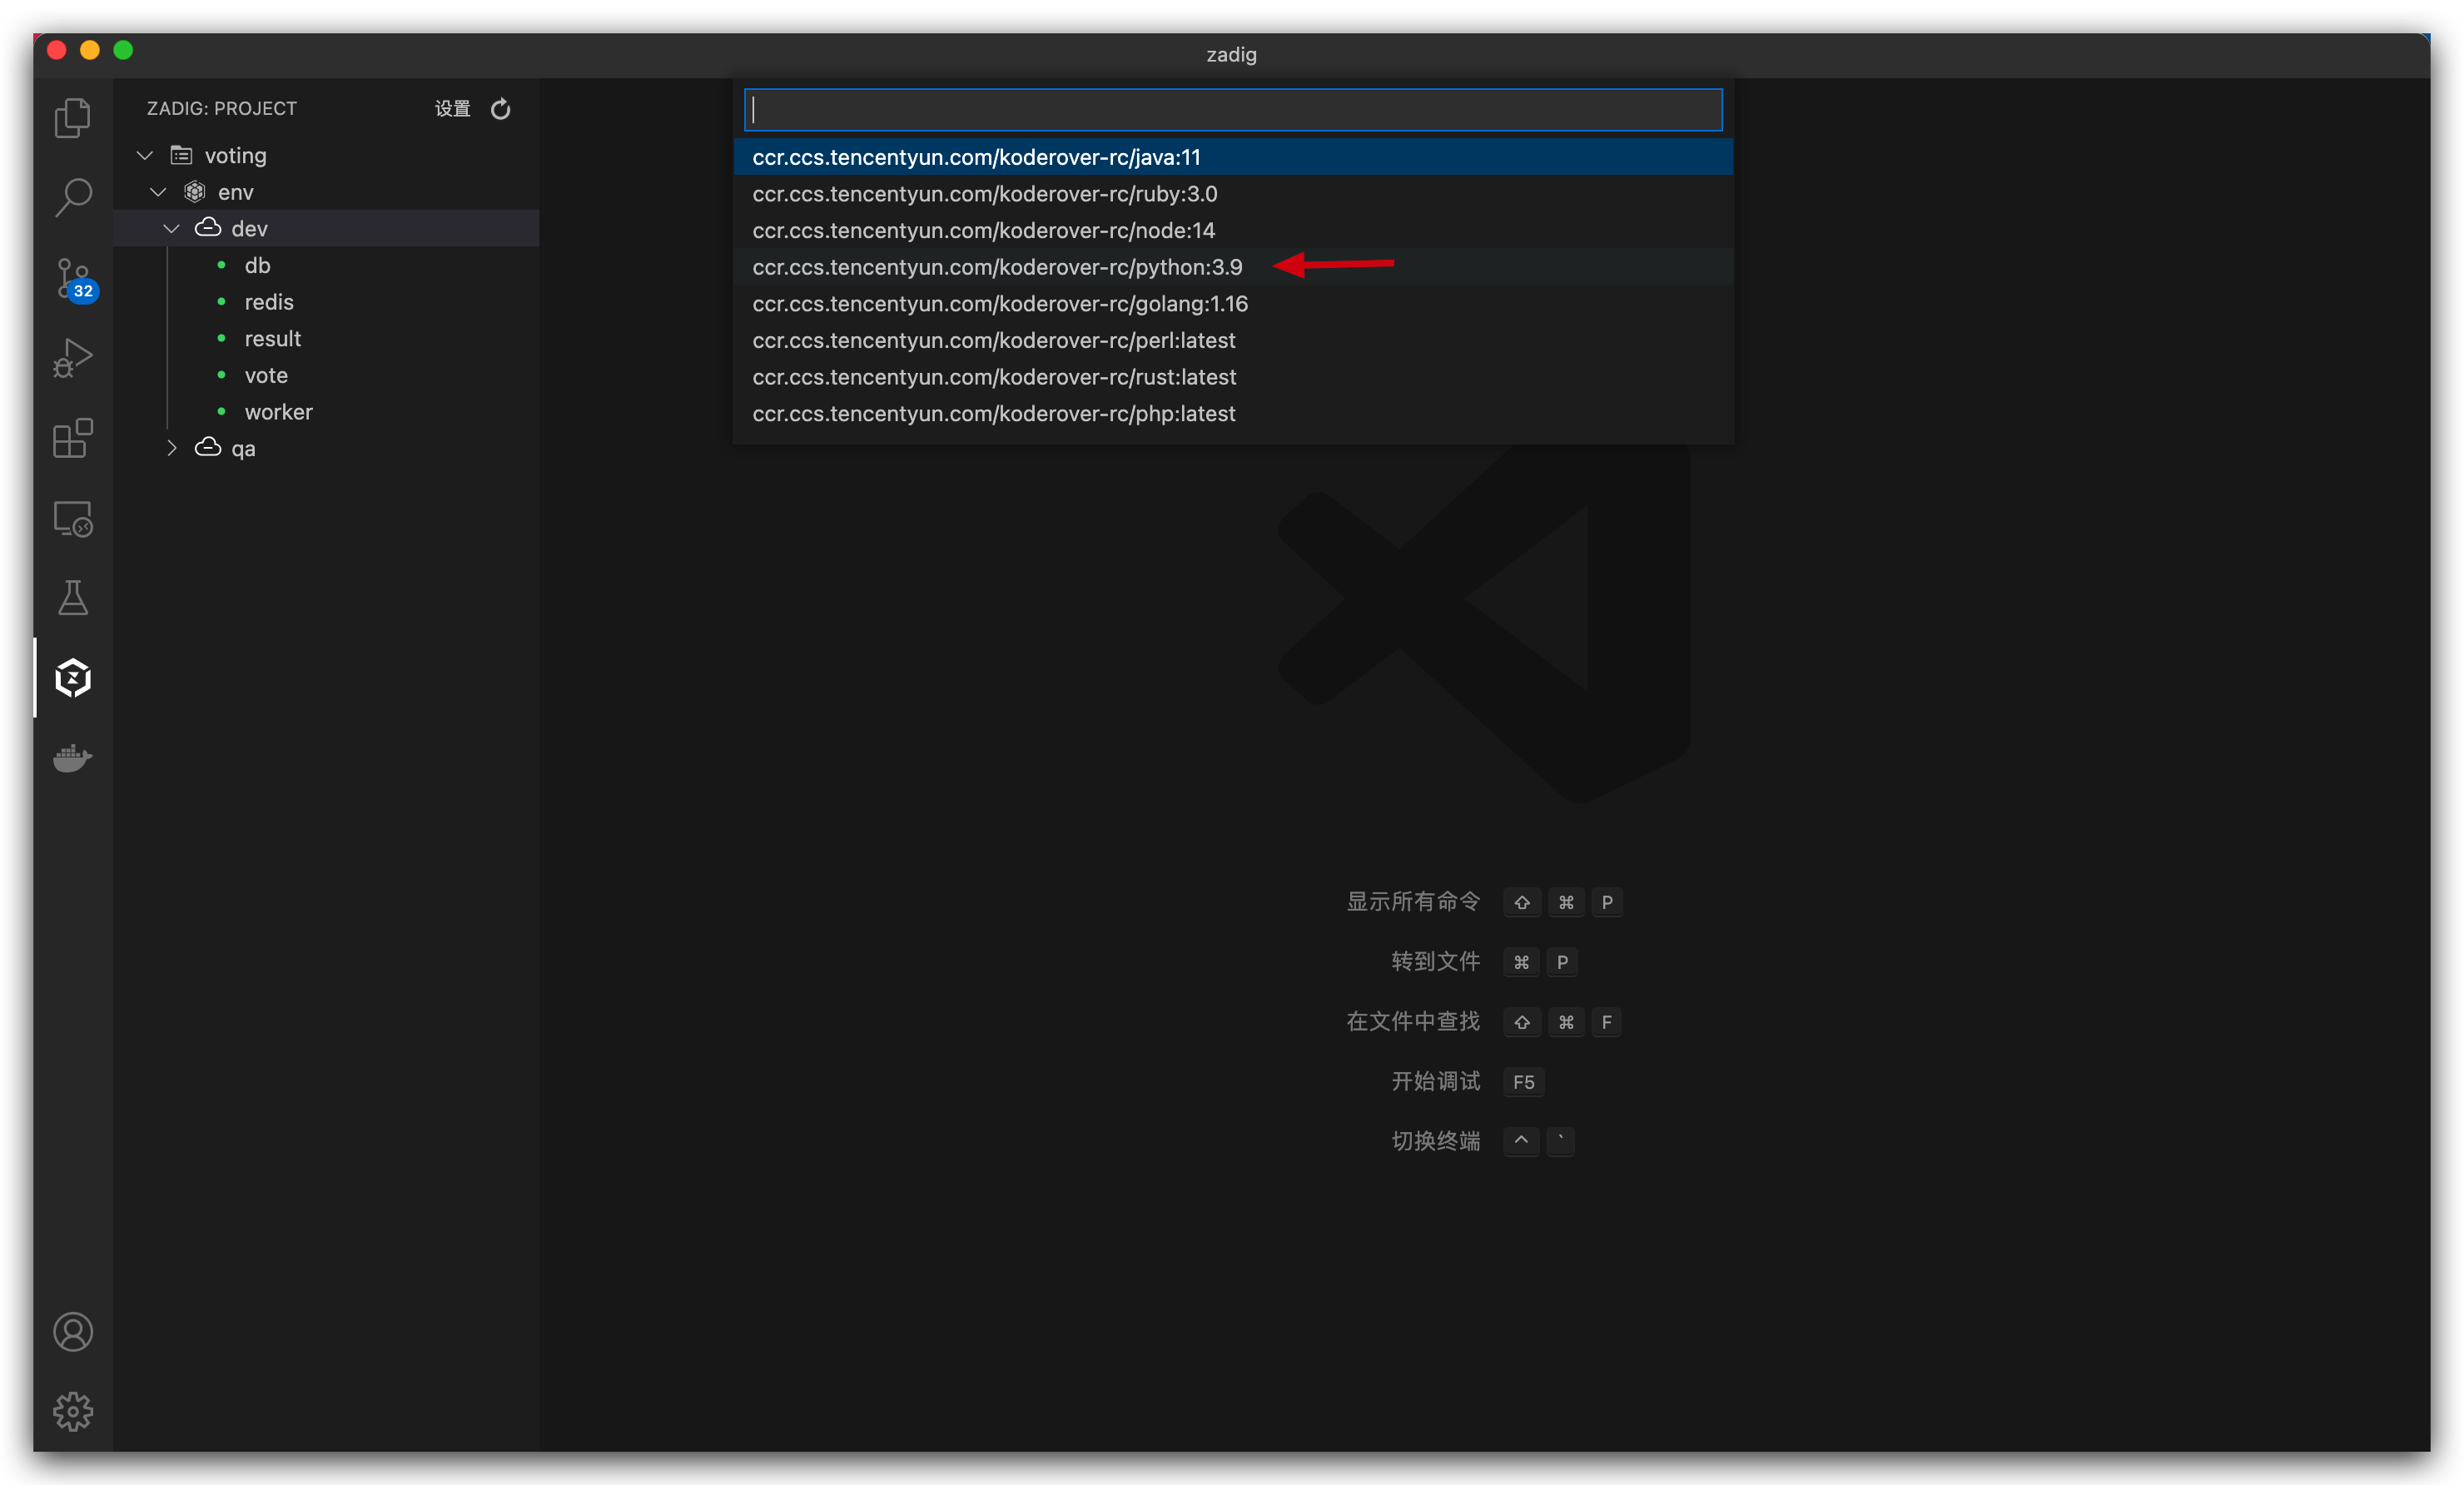 zadig
ZADIG: PROJECT 设置
voting
env
dev
db
redis
result
vote
worker
qa
32
ccr.ccs.tencentyun.com/koderover-rc/java:11
ccr.ccs.tencentyun.com/koderover-rc/ruby:3.0
ccr.ccs.tencentyun.com/koderover-rc/node:14
ccr.ccs.tencentyun.com/koderover-rc/python:3.9
ccr.ccs.tencentyun.com/koderover-rc/golang:1.16
ccr.ccs.tencentyun.com/koderover-rc/perl:latest
ccr.ccs.tencentyun.com/koderover-rc/rust:latest
ccr.ccs.tencentyun.com/koderover-rc/php:latest
显示所有命令 ⇧ ⌘ P
转到文件 ⌘ P
在文件中查找 ⇧ ⌘ F
开始调试 F5
切换终端 ^ `